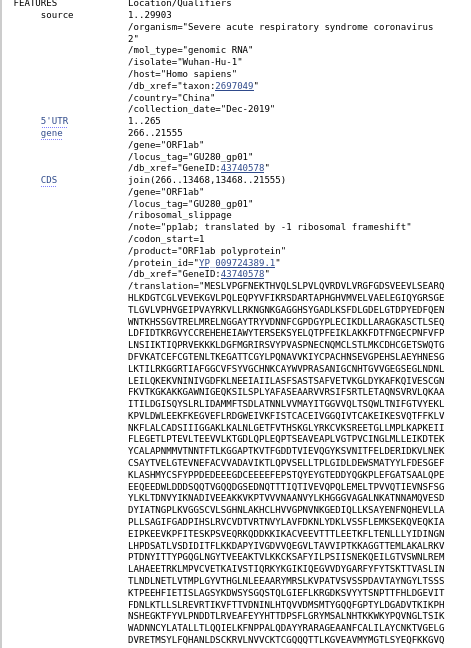 FEATURES Location/Qualifiers
source 1..29903
/organism="Severe acute respiratory syndrome coronavirus
2"
/mol_type="genomic RNA"
/isolate="Wuhan-Hu-1"
/host="Homo sapiens"
/db_xref="taxon:2697049"
/country="China"
/collection_date="Dec-2019"
5'UTR 1..265
gene 266..21555
/gene="ORF1ab"
/locus_tag="GU280_gp01"
/db_xref="GeneID:43740578"
CDS join(266..13468,13468..21555)
/gene="ORF1ab"
/locus_tag="GU280_gp01"
/ribosomal_slippage
/note="pp1ab; translated by -1 ribosomal frameshift"
/codon_start=1
/product="ORF1ab polyprotein"
/protein_id="YP_009724389.1"
/db_xref="GeneID:43740578"
/translation="MESLVPGFNEKTHVQLSLPVLQVRDVLVRGFGDSVEEVLSEARQ
HLKDGTCGLVEVEKGVLPQLEQPYVFIKRSDARTAPHGHVMVELVAELEGIQYGRSGE
TLGVLVPHVGEIPVAYRKVLLRKNGNKGAGGHSYGADLKSFDLGDELGTDPYEDFQEN
WNTKHSSGVTRELMRELNGGAYTRYVDNNFCGPDGYPLECIKDLLARAGKASCTLSEQ
LDFIDTKRGVYCCREHEHEIAWYTERSEKSYELQTPFEIKLAKKFDTFNGECPNFVFP
LNSIIKTIQPRVEKKKLDGFMGRIRSVYPVASPNECNQMCLSTLMKCDHCGETSWQTG
DFVKATCEFCGTENLTKEGATTCGYLPQNAVVKIYCPACHNSEVGPEHSLAEYHNESG
LKTILRKGGRTIAFGGCVFSYVGCHNKCAYWVPRASANIGCNHTGVVGEGSEGLNDNL
LEILQKEKVNINIVGDFKLNEEIAIILASFSASTSAFVETVKGLDYKAFKQIVESCGN
FKVTKGKAKKGAWNIGEQKSILSPLYAFASEAARVVRSIFSRTLETAQNSVRVLQKAA
ITILDGISQYSLRLIDAMMFTSDLATNNLVVMAYITGGVVQLTSQWLTNIFGTVYEKL
KPVLDWLEEKFKEGVEFLRDGWEIVKFISTCACEIVGGQIVTCAKEIKESVQTFFKLV
NKFLALCADSIIIGGAKLKALNLGETFVTHSKGLYRKCVKSREETGLLMPLKAPKEII
FLEGETLPTEVLTEEVVLKTGDLQPLEQPTSEAVEAPLVGTPVCINGLMLLEIKDTEK
YCALAPNMMVTNNTFTLKGGAPTKVTFGDDTVIEVQGYKSVNITFELDERIDKVLNEK
CSAYTVELGTEVNEFACVVADAVIKTLQPVSELLTPLGIDLDEWSMATYYLFDESGEF
KLASHMYCSFYPPDEDEEEGDCEEEEFEPSTQYEYGTEDDYQGKPLEFGATSAALQPE
EEQEEDWLDDDSQQTVGQQDGSEDNQTTTIQTIVEVQPQLEMELTPVVQTIEVNSFSG
YLKLTDNVYIKNADIVEEAKKVKPTVVVNAANVYLKHGGGVAGALNKATNNAMQVESD
DYIATNGPLKVGGSCVLSGHNLAKHCLHVVGPNVNKGEDIQLLKSAYENFNQHEVLLA
PLLSAGIFGADPIHSLRVCVDTVRTNVYLAVFDKNLYDKLVSSFLEMKSEKQVEQKIA
EIPKEEVKPFITESKPSVEQRKQDDKKIKACVEEVTTTLEETKFLTENLLLYIDINGN
LHPDSATLVSDIDITFLKKDAPYIVGDVVQEGVLTAVVIPTKKAGGTTEMLAKALRKV
PTDNYITTYPGQGLNGYTVEEAKTVLKKCKSAFYILPSIISNEKQEILGTVSWNLREM
LAHAEETRKLMPVCVETKAIVSTIQRKYKGIKIQEGVVDYGARFYFYTSKTTVASLIN
TLNDLNETLVTMPLGYVTHGLNLEEAARYMRSLKVPATVSVSSPDAVTAYNGYLTSSS
KTPEEHFIETISLAGSYKDWSYSGQSTQLGIEFLKRGDKSVYYTSNPTTFHLDGEVIT
FDNLKTLLSLREVRTIKVFTTVDNINLHTQVVDMSMTYGQQFGPTYLDGADVTKIKPH
NSHEGKTFYVLPNDDTLRVEAFEYYHTTDPSFLGRYMSALNHTKKWKYPQVNGLTSIK
WADNNCYLATALLTLQQIELKFNPPALQDAYYRARAGEAANFCALILAYCNKTVGELG
DVRETMSYLFQHANLDSCKRVLNVVCKTCGQQQTTLKGVEAVMYMGTLSYEQFKKGVQ